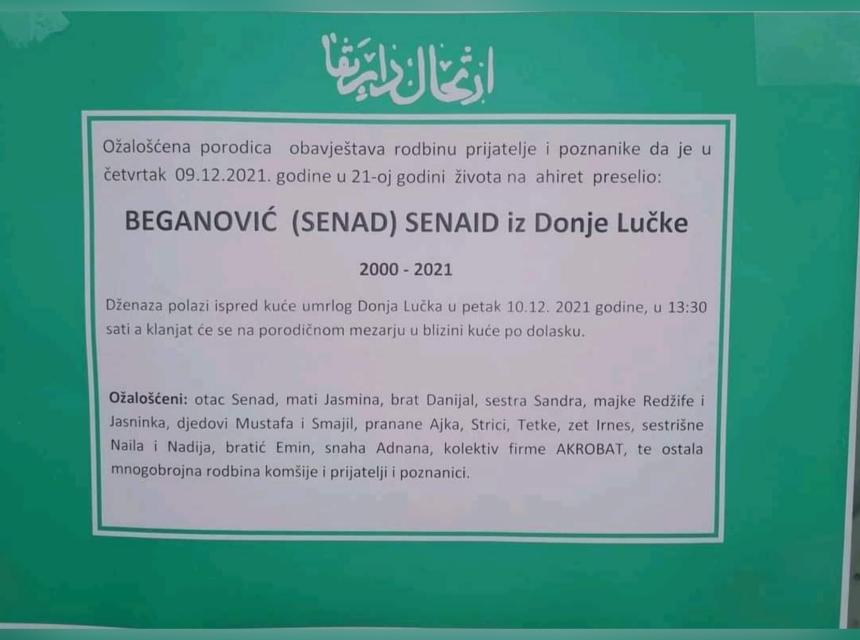 ارتحال دار بقا
Ožalošćena porodica obavještava rodbinu prijatelje i poznanike da je u
četvrtak 09.12.2021. godine u 21-oj godini života na ahiret preselio:
BEGANOVIĆ (SENAD) SENAID iz Donje Lučke
2000 - 2021
Dženaza polazi ispred kuće umrlog Donja Lučka u petak 10.12. 2021 godine, u 13:30
sati a klanjat će se na porodičnom mezarju u blizini kuće po dolasku.
Ožalošćeni: otac Senad, mati Jasmina, brat Danijal, sestra Sandra, majke Redžife i
Jasninka, djedovi Mustafa i Smajil, pranane Ajka, Strici, Tetke, zet Irnes, sestrišne
Naila i Nadija, bratić Emin, snaha Adnana, kolektiv firme AKROBAT, te ostala
mnogobrojna rodbina komšije i prijatelji i poznanici.